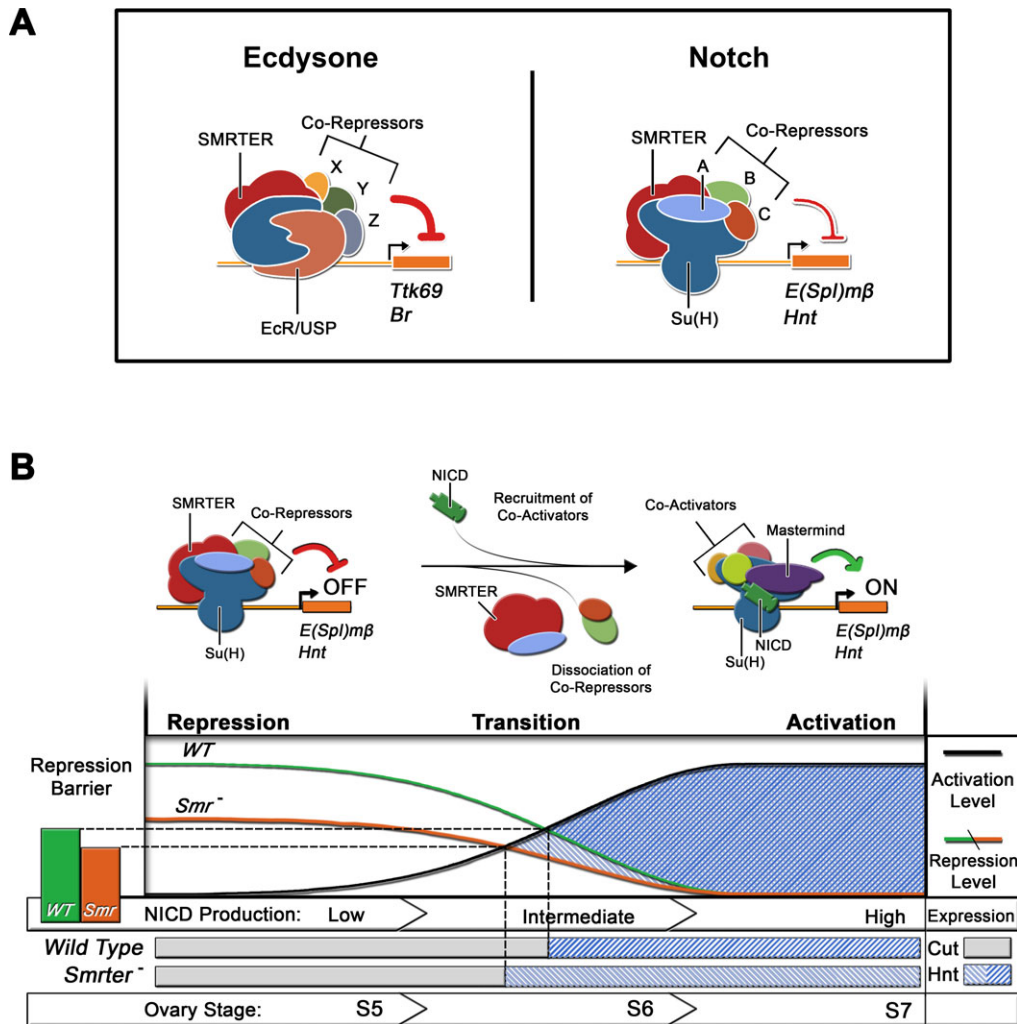 A
Ecdysone
Notch
Co-Repressors
SMRTER
X
Y
Z
Ttk69
Br
EcR/USP
Co-Repressors
SMRTER
A
B
C
E(Spl)mβ
Hnt
Su(H)
B
SMRTER
Co-Repressors
OFF
E(Spl)mβ
Hnt
Su(H)
NICD
Recruitment of
Co-Activators
SMRTER
Dissociation of
Co-Repressors
Co-Activators
Mastermind
ON
E(Spl)mβ
Hnt
NICD
Su(H)
Repression Transition Activation
Repression
Barrier
WT
Smr -
WT Smr
Activation
Level
Repression
Level
NICD Production: Low Intermediate High Expression
Wild Type Cut
Smrter - Hnt
Ovary Stage: S5 S6 S7